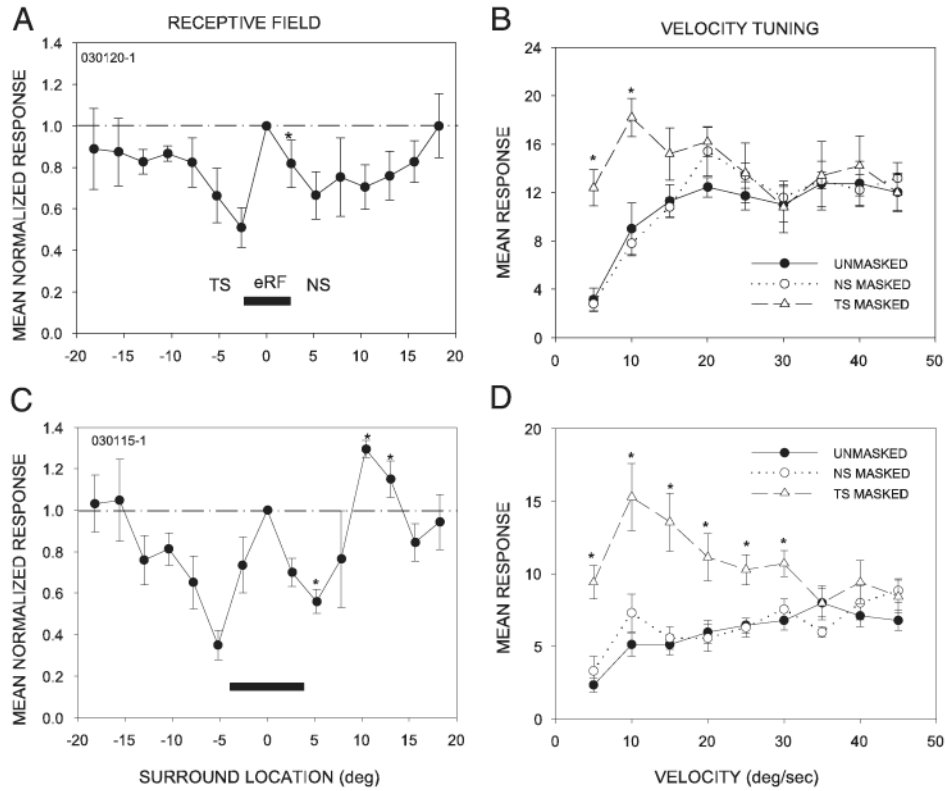 A
RECEPTIVE FIELD
030120-1
MEAN NORMALIZED RESPONSE
1.4
1.2
1.0
0.8
0.6
0.4
0.2
0.0
*
TS eRF NS
-20 -15 -10 -5 0 5 10 15 20
B
VELOCITY TUNING
MEAN RESPONSE
24
20
16
12
8
4
0
* *
UNMASKED
NS MASKED
TS MASKED
0 10 20 30 40 50
C
030115-1
MEAN NORMALIZED RESPONSE
1.4
1.2
1.0
0.8
0.6
0.4
0.2
0.0
* * *
-20 -15 -10 -5 0 5 10 15 20
SURROUND LOCATION (deg)
D
MEAN RESPONSE
20
15
10
5
0
* * * * * *
UNMASKED
NS MASKED
TS MASKED
0 10 20 30 40 50
VELOCITY (deg/sec)